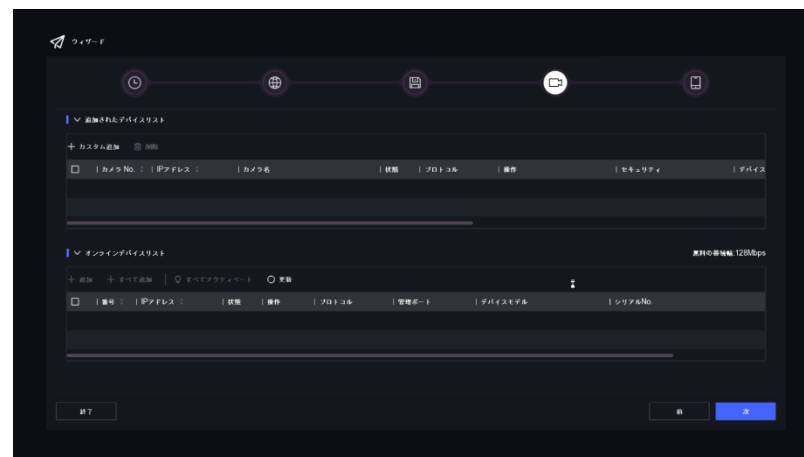 ウィザード
追加されたデバイスリスト
カスタム追加 削除
カメラ No. IPアドレス カメラ名 状態 プロトコル 操作 セキュリティ デバイス
オンラインデバイスリスト 無料の帯域幅:128Mbps
追加 すべて追加 すべてアクティベート 更新
番号 IPアドレス 状態 操作 プロトコル 管理ポート デバイスモデル シリアルNo.
終了 前 次